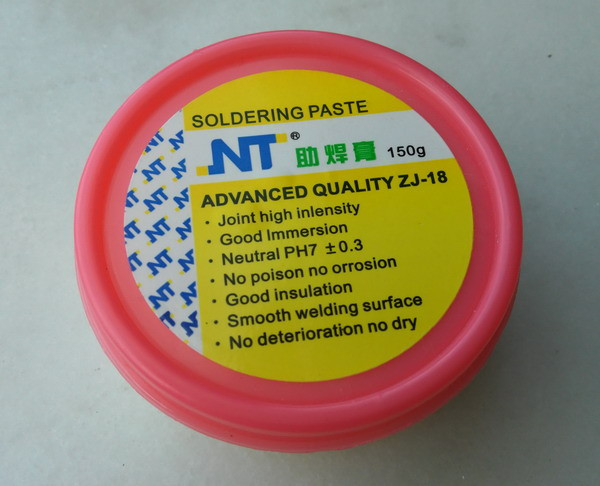 SOLDERING PASTE
NT® 助焊膏 150g
ADVANCED QUALITY ZJ-18
· Joint high inlensity
· Good Immersion
· Neutral PH7 ±0.3
· No poison no orrosion
· Good insulation
· Smooth welding surface
· No deterioration no dry